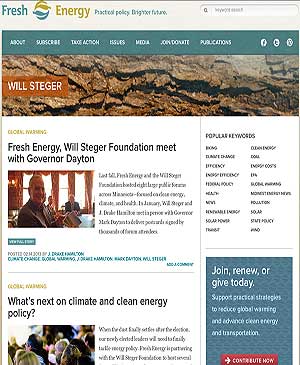 Fresh Energy Practical policy. Brighter future.
keyword search
ABOUT SUBSCRIBE TAKE ACTION ISSUES MEDIA JOIN/DONATE PUBLICATIONS
WILL STEGER
GLOBAL WARMING
Fresh Energy, Will Steger Foundation meet
with Governor Dayton
Last fall, Fresh Energy and the Will Steger
Foundation hosted eight large public forums
across Minnesota—focused on clean energy,
climate, and health. In January, Will Steger and
J. Drake Hamilton met in person with Governor
Mark Dayton to deliver postcards signed by
thousands of forum attendees.
VIEW FULL STORY
POSTED 02.14.2013 BY J. DRAKE HAMILTON
CLIMATE CHANGE, GLOBAL WARMING, J. DRAKE HAMILTON, MARK DAYTON, WILL STEGER
ADD A COMMENT
GLOBAL WARMING
What's next on climate and clean energy
policy?
When the dust finally settles after the election,
our newly elected leaders will need to finally
tackle energy policy. Fresh Energy is partnering
with the Will Steger Foundation to host several
POPULAR KEYWORDS
BIKING CLEAN ENERGY
CLIMATE CHANGE COAL
EFFICIENCY ENERGY COSTS
ENERGY EFFICIENCY EPA
FEDERAL POLICY GLOBAL WARMING
HEALTH MIDWEST ENERGY NEWS
NEWS POLLUTION
RENEWABLE ENERGY SOLAR
SOLAR POWER STATE POLICY
TRANSIT WIND
Join, renew, or
give today.
Support practical strategies
to reduce global warming
and advance clean energy
and transportation.
CONTRIBUTE NOW